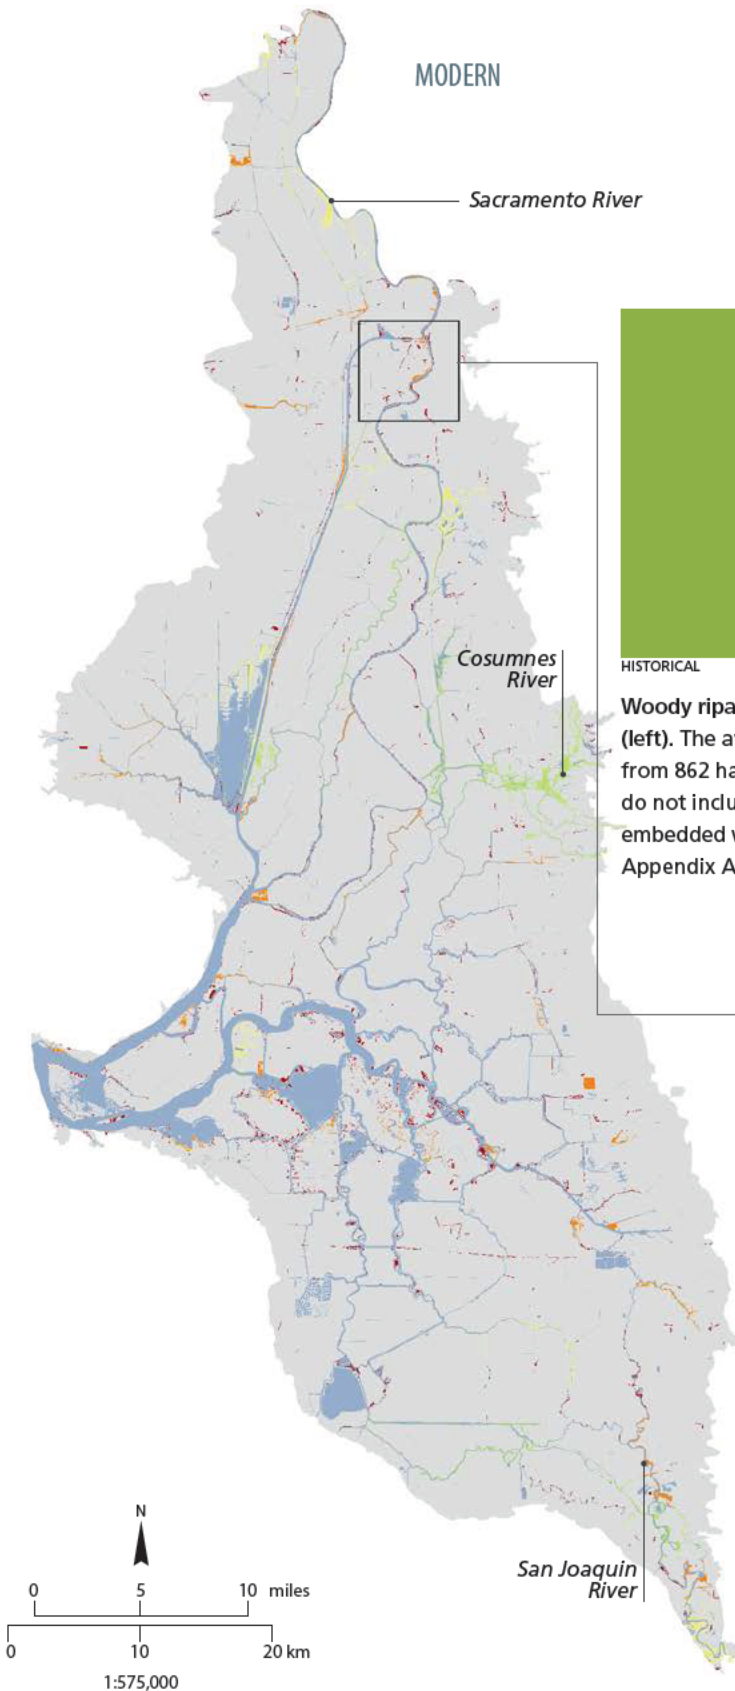 MODERN
Sacramento River
Cosumnes
River
HISTORICAL
Woody ripa
(left). The a
from 862 ha
do not inclu
embedded
Appendix A
San Joaquin
River
N
0 5 10 miles
0 10 20 km
1:575,000